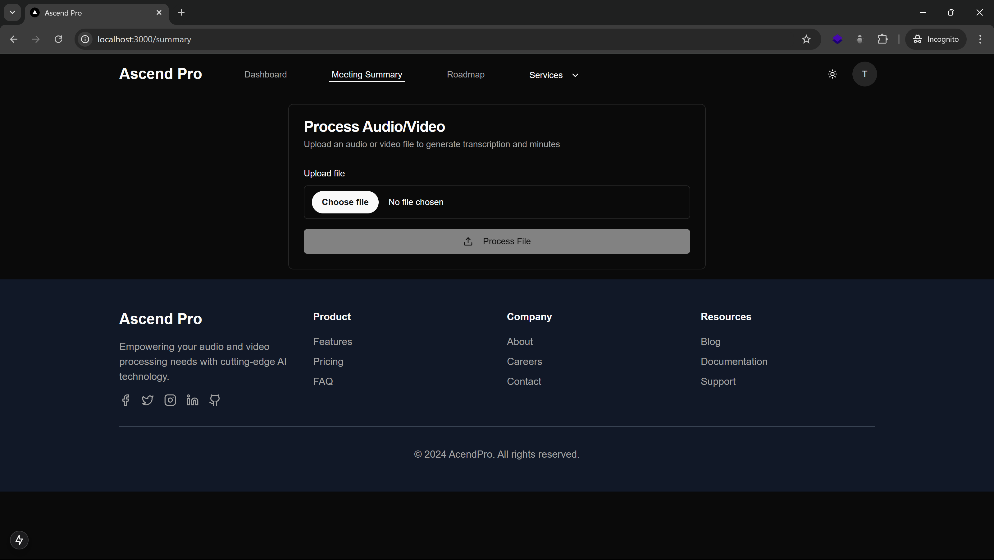 Ascend Pro
localhost:3000/summary
Incognito
Ascend Pro
Dashboard
Meeting Summary
Roadmap
Services
T
Process Audio/Video
Upload an audio or video file to generate transcription and minutes
Upload file
Choose file No file chosen
Process File
Ascend Pro
Empowering your audio and video
processing needs with cutting-edge AI
technology.
Product
Features
Pricing
FAQ
Company
About
Careers
Contact
Resources
Blog
Documentation
Support
© 2024 AcendPro. All rights reserved.